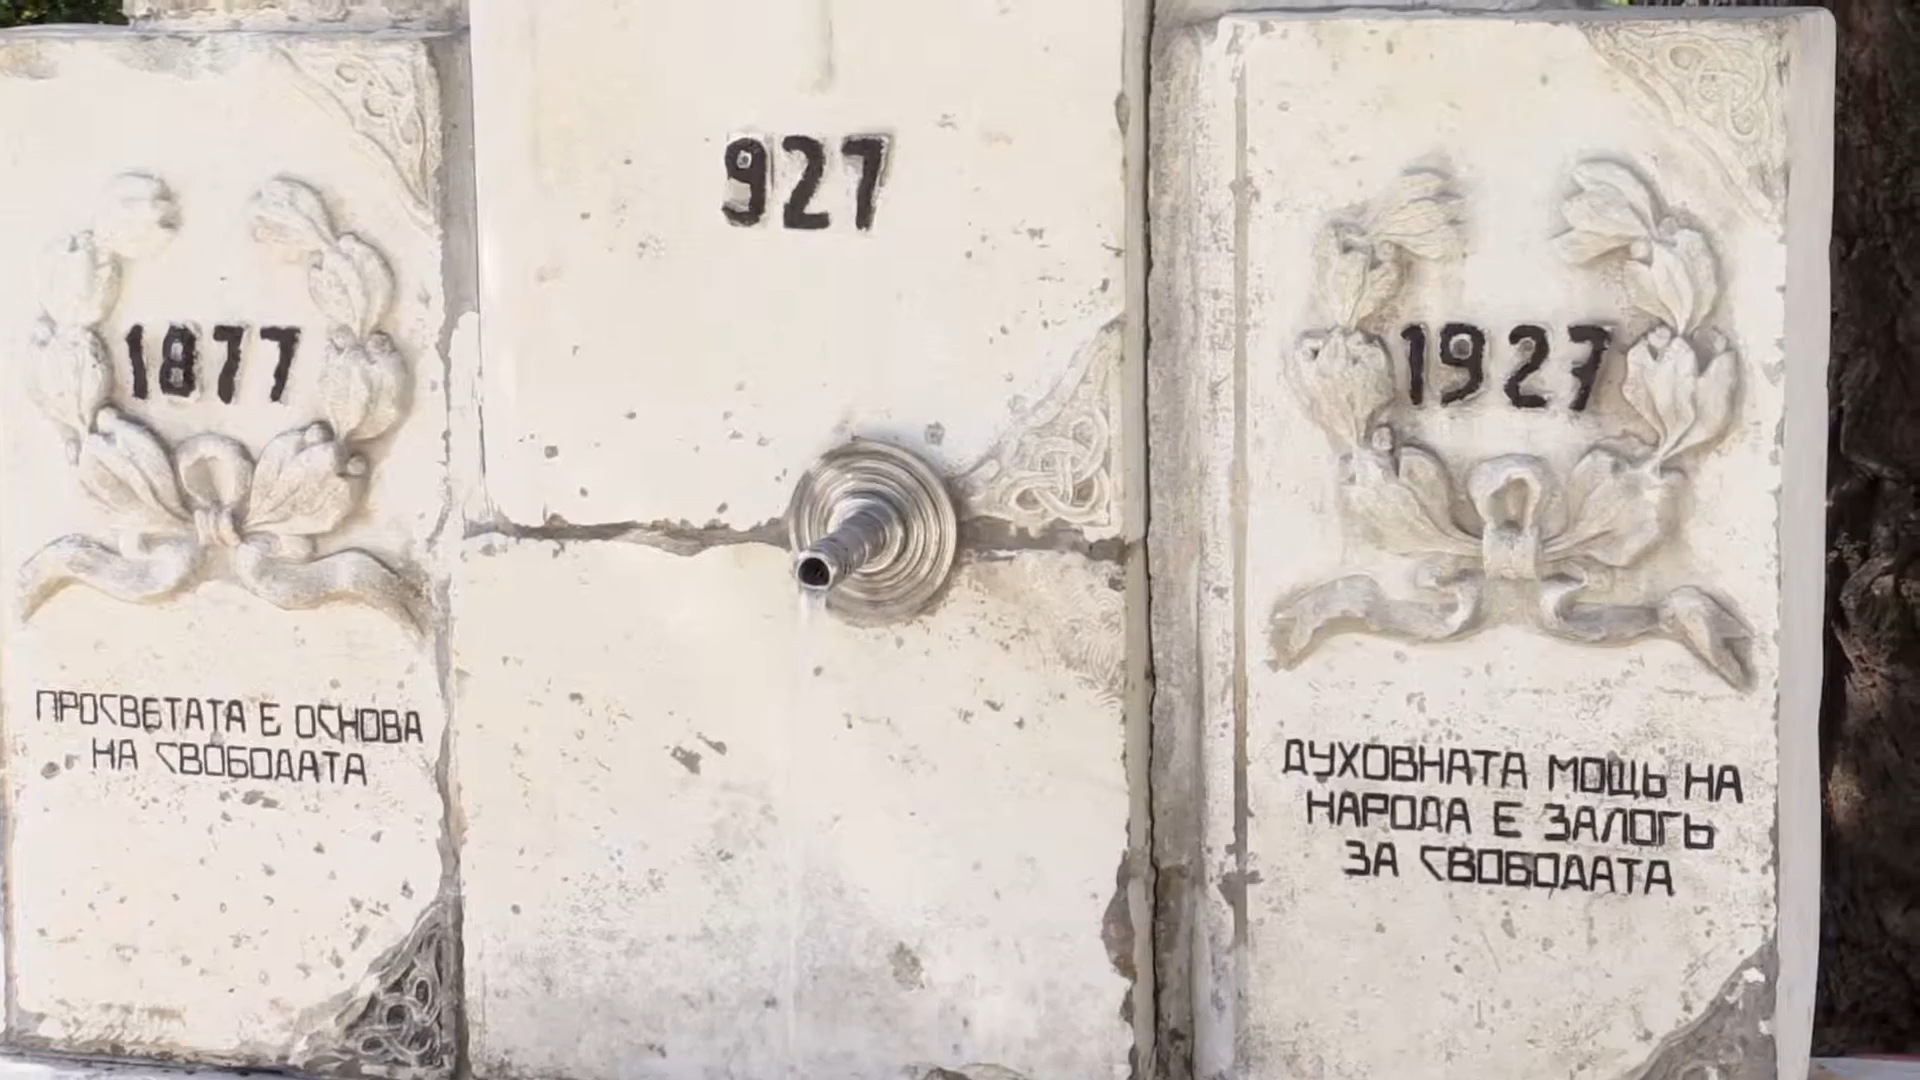 1877
ПРОСВЕТАТА Е ОСНОВА
НА СВОБОДАТА
927
1927
ДУХОВНАТА МОЩЬ НА
НАРОДА Е ЗАЛОГЬ
ЗА СВОБОДАТА